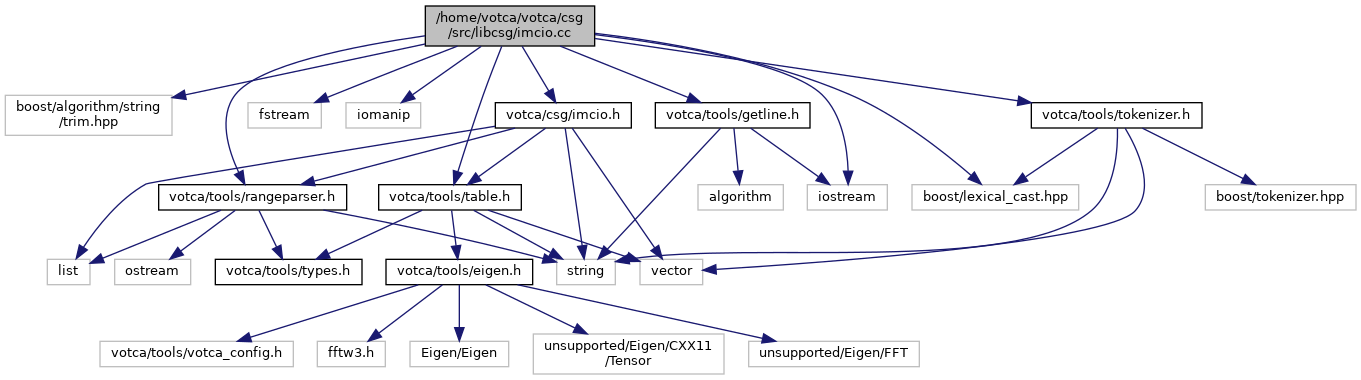 /home/votca/votca/csg
/src/libcsg/imcio.cc
boost/algorithm/string
/trim.hpp
fstream
iomanip
votca/csg/imcio.h
votca/tools/getline.h
votca/tools/tokenizer.h
votca/tools/rangeparser.h
votca/tools/table.h
algorithm
iostream
boost/lexical_cast.hpp
boost/tokenizer.hpp
list
ostream
votca/tools/types.h
votca/tools/eigen.h
string
vector
votca/tools/votca_config.h
fftw3.h
Eigen/Eigen
unsupported/Eigen/CXX11
/Tensor
unsupported/Eigen/FFT